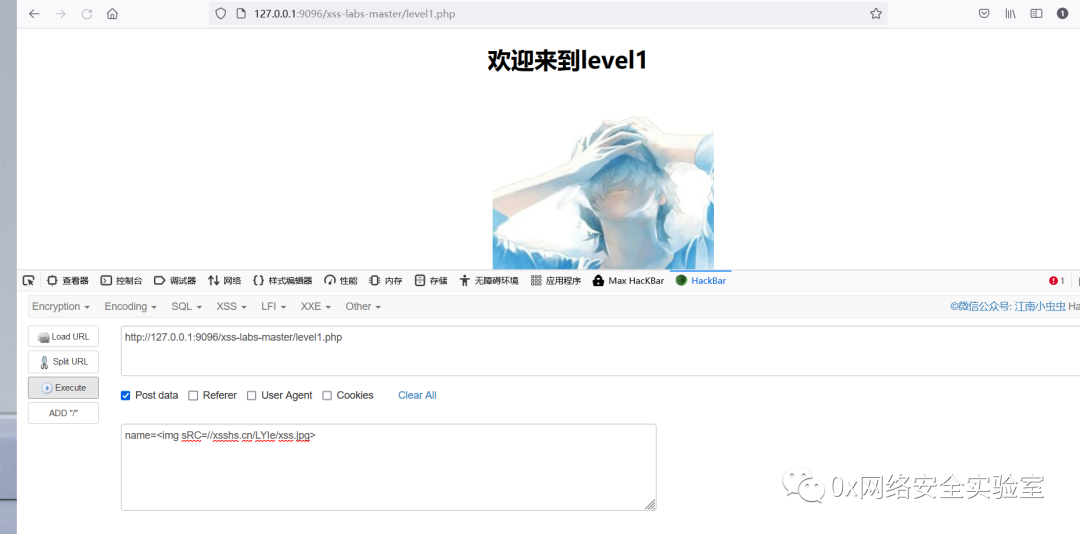 127.0.0.1:9096/xss-labs-master/level1.php
1
欢迎来到level1
查看器 控制台 调试器 网络 样式编辑器 性能 内存 存储 无障碍环境 应用程序 Max HacKBar HackBar 1
Encryption Encoding SQL XSS LFI XXE Other ©微信公众号: 江南小虫虫 Ha
Load URL http://127.0.0.1:9096/xss-labs-master/level1.php
Split URL
Execute Post data Referer User Agent Cookies Clear All
ADD "/"
name=<img sRC=//xsshs.cn/LYIe/xss.jpg>
0x网络安全实验室